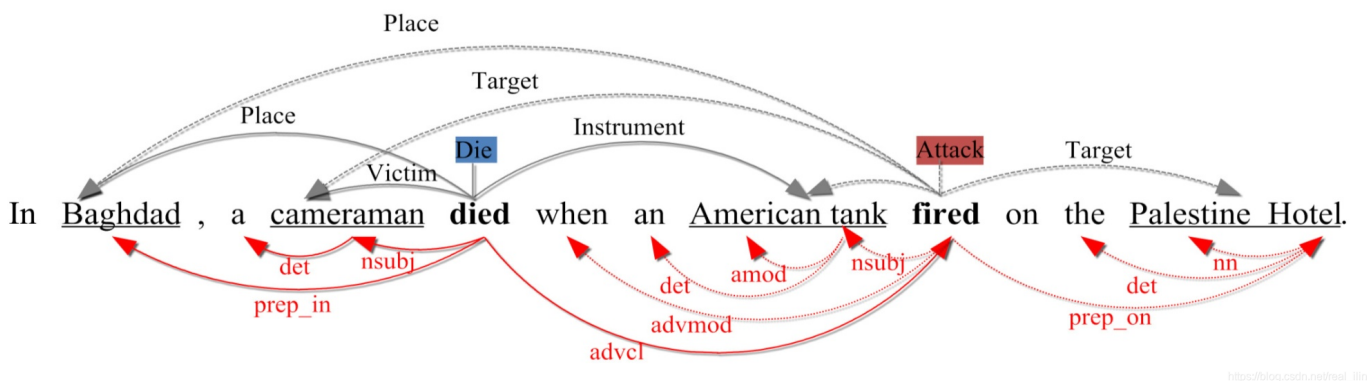 Place
Target
Place
Instrument
Die
Attack
Target
Victim
In Baghdad , a cameraman died when an American tank fired on the Palestine Hotel.
det
nsubj
amod
nsubj
nn
det
det
prep_in
advmod
prep_on
advcl